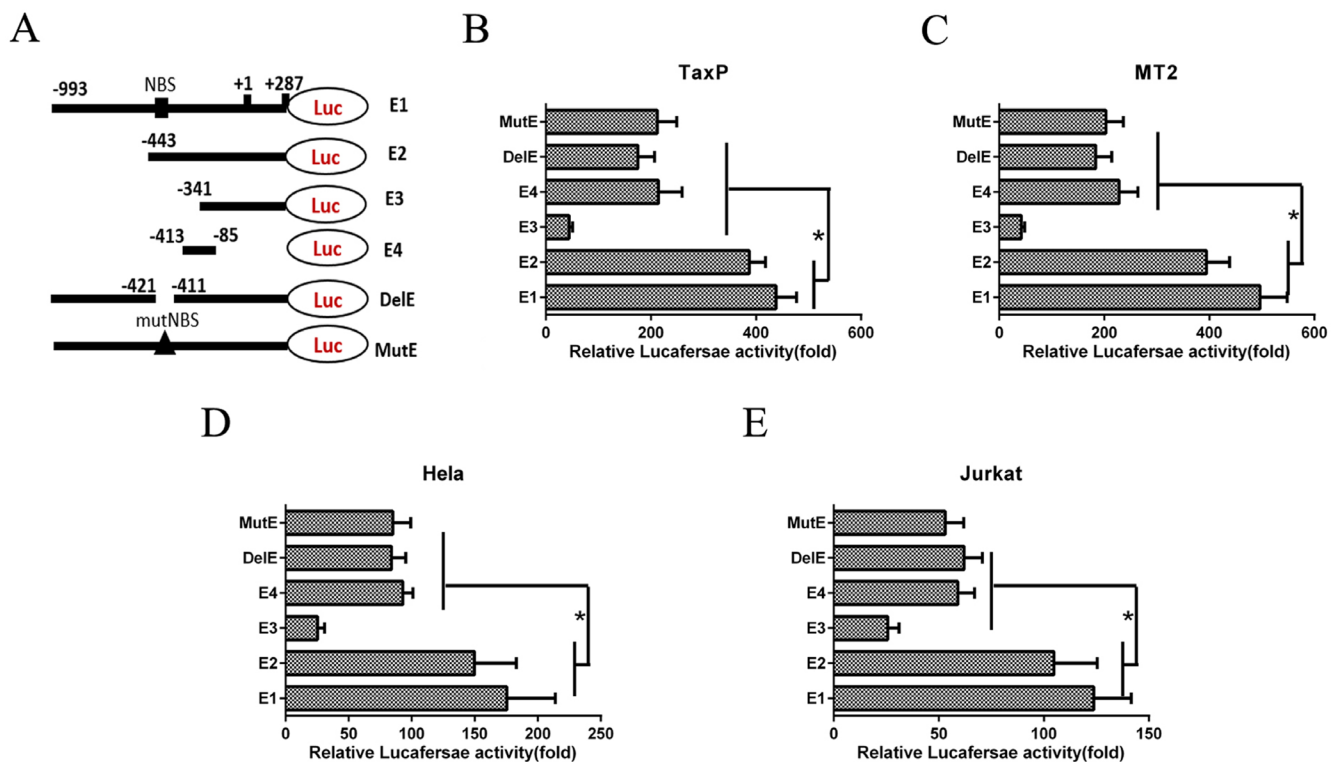 A
-993 NBS +1 +287
Luc E1
-443
Luc E2
-341
Luc E3
-413 -85
Luc E4
-421 -411
Luc DelE
mutNBS
Luc MutE
B
TaxP
MutE
DelE
E4
E3
*
E2
E1
0 200 400 600
Relative Lucafersae activity(fold)
C
MT2
MutE
DelE
E4
*
E3
E2
E1
0 200 400 600
Relative Lucafersae activity(fold)
D
Hela
MutE
DelE
E4
*
E3
E2
E1
0 50 100 150 200 250
Relative Lucafersae activity(fold)
E
Jurkat
MutE
DelE
E4
*
E3
E2
E1
0 50 100 150
Relative Lucafersae activity(fold)